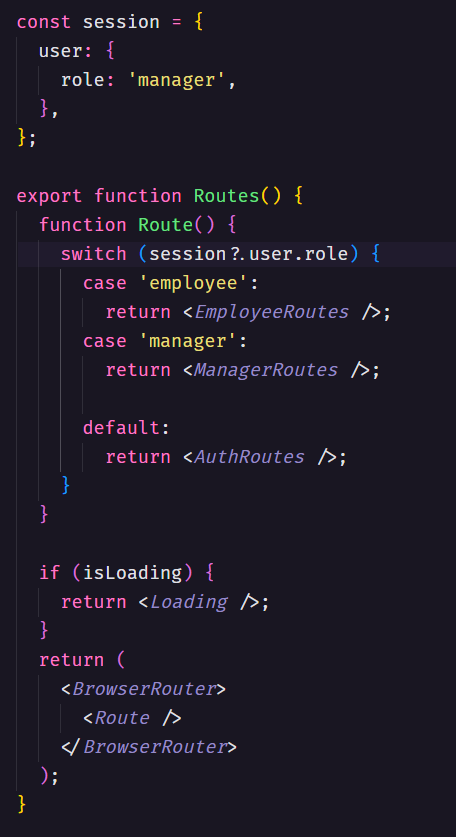 const session = {
  user: {
    role: 'manager',
  },
};

export function Routes() {
  function Route() {
    switch (session?.user.role) {
      case 'employee':
        return <EmployeeRoutes />;
      case 'manager':
        return <ManagerRoutes />;

      default:
        return <AuthRoutes />;
    }
  }

  if (isLoading) {
    return <Loading />;
  }
  return (
    <BrowserRouter>
      <Route />
    </BrowserRouter>
  );
}